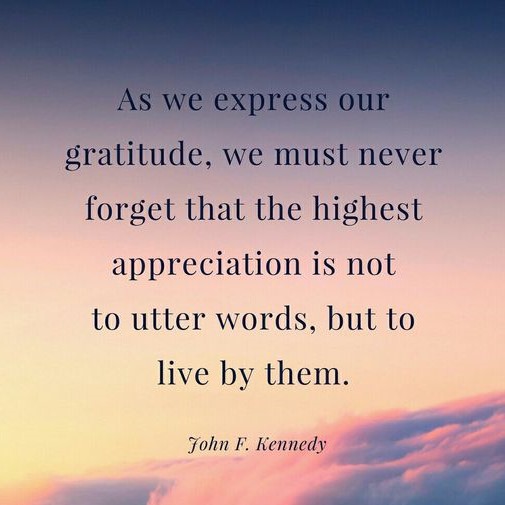 As we express our
gratitude, we must never
forget that the highest
appreciation is not
to utter words, but to
live by them.
John F. Kennedy